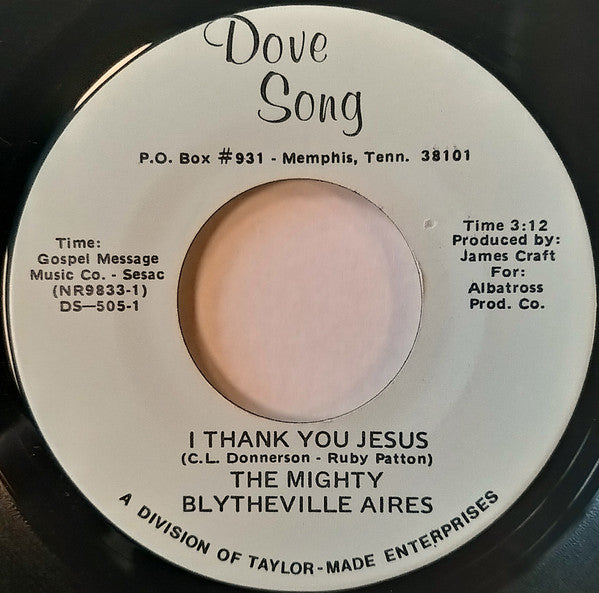 Dove
Song
P.O. Box #931 - Memphis, Tenn. 38101
Time:
Gospel Message
Music Co. - Sesac
(NR9833-1)
DS—505-1
Time 3:12
Produced by:
James Craft
For:
Albatross
Prod. Co.
I THANK YOU JESUS
(C.L. Donnerson - Ruby Patton)
THE MIGHTY
BLYTHEVILLE AIRES
A DIVISION OF TAYLOR-MADE ENTERPRISES